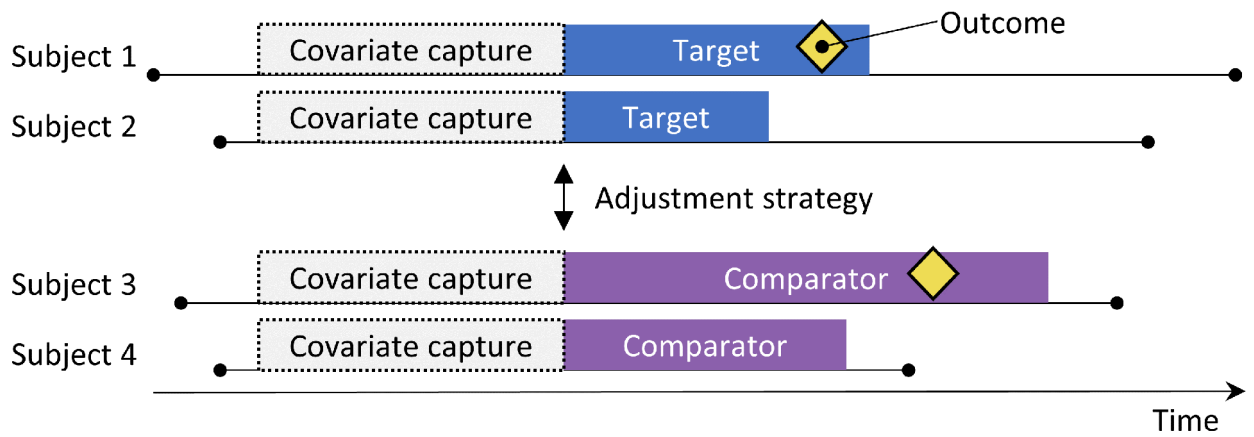 Outcome
Subject 1
Covariate capture
Target
Subject 2
Covariate capture
Target
Adjustment strategy
Subject 3
Covariate capture
Comparator
Subject 4
Covariate capture
Comparator
Time